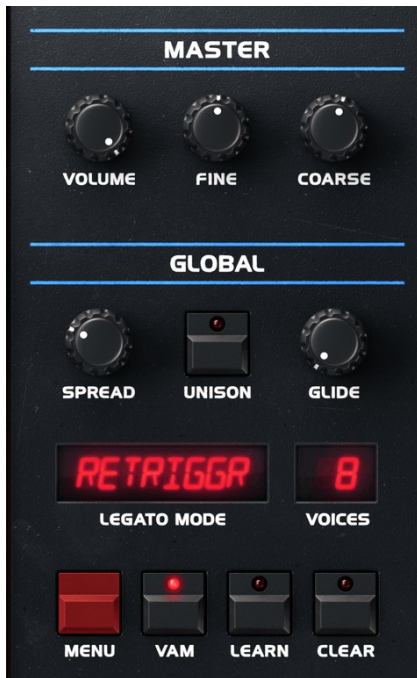 MASTER
VOLUME FINE COARSE
GLOBAL
SPREAD UNISON GLIDE
RETRIGGR 8
LEGATO MODE VOICES
MENU VAM LEARN CLEAR